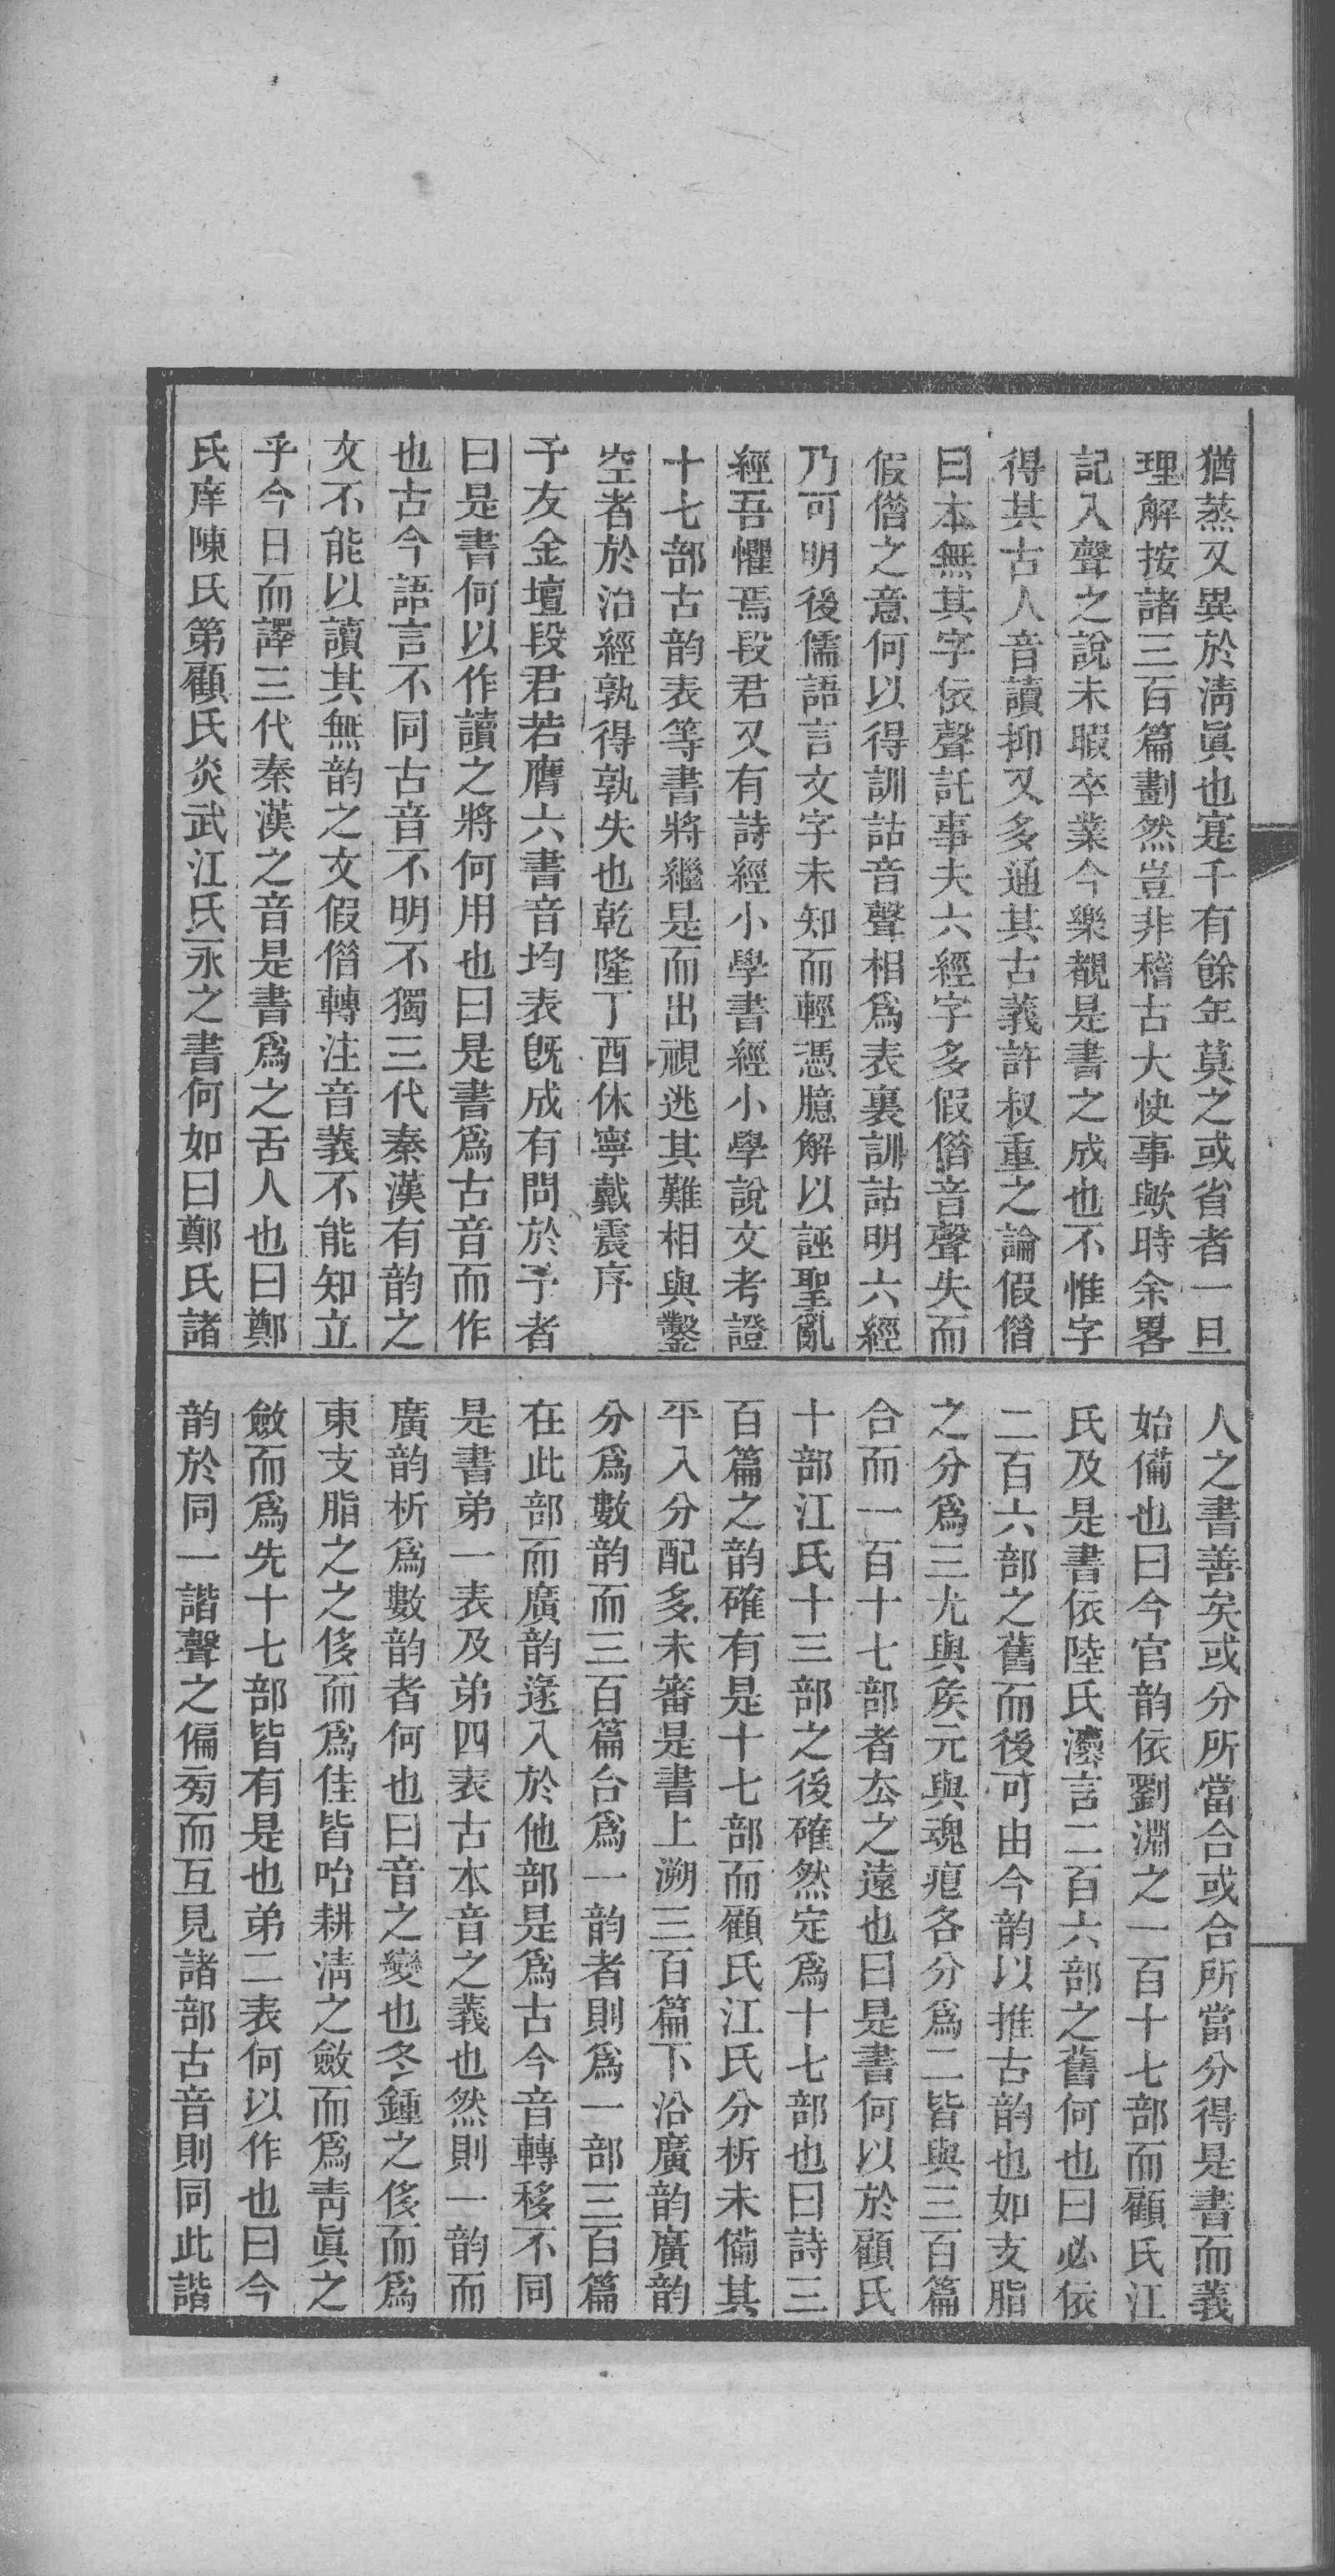 猶蒸又異於淸眞也寔千有餘年莫之或省者一旦
理解按諸三百篇劃然豈非稽古大快事歟時余畧
記入聲之說未暇卒業今樂覩是書之成也不惟字
得其古人音讀抑又多通其古義許叔重之論假借
曰本無其字依聲託事夫六經字多假借音聲失而
假借之意何以得訓詁音聲相爲表裏訓詁明六經
乃可明後儒語言文字未知而輕憑臆解以誣聖亂
經吾懼焉段君又有詩經小學書經小學說文考證
十七部古韵表等書將繼是而出視逃其難相與鑿
空者於治經孰得孰失也乾隆丁酉休寧戴震序
予友金壇段君若膺六書音均表旣成有問於予者
曰是書何以作讀之將何用也曰是書爲古音而作
也古今語言不同古音不明不獨三代秦漢有韵之
文不能以讀其無韵之文假借轉注音義不能知立
乎今日而譯三代秦漢之音是書爲之舌人也曰鄭
氏庠陳氏第顧氏炎武江氏永之書何如曰鄭氏諸
人之書善矣或分所當合或合所當分得是書而義
始備也曰今官韵依劉淵之一百十七部而顧氏江
氏及是書依陸氏灋言二百六部之舊何也曰必依
二百六部之舊而後可由今韵以推古韵也如支脂
之分爲三尤與矦元與魂痕各分爲二皆與三百篇
合而一百十七部者厺之遠也曰是書何以於顧氏
十部江氏十三部之後確然定爲十七部也曰詩三
百篇之韵確有是十七部而顧氏江氏分析未備其
平入分配多未審是書上溯三百篇下沿廣韵廣韵
分爲數韵而三百篇合爲一韵者則爲一部三百篇
在此部而廣韵遂入於他部是爲古今音轉移不同
是書弟一表及弟四表古本音之義也然則一韵而
廣韵析爲數韵者何也曰音之變也冬鍾之侈而爲
東支脂之之侈而爲佳皆咍耕淸之斂而爲靑眞之
斂而爲先十七部皆有是也弟二表何以作也曰今
韵於同一諧聲之偏㫄而互見諸部古音則同此諧